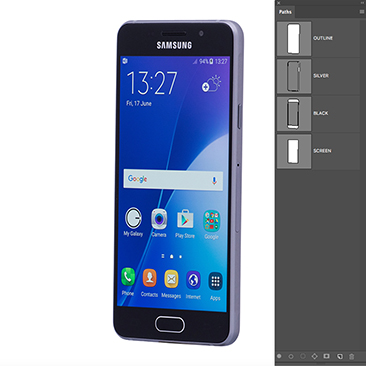 Paths
OUTLINE
SILVER
BLACK
SCREEN
SAMSUNG
94% 13:27
13:27
Fri, 17 June
Google
My Galaxy
Camera
Play Store
Google
Phone
Contacts
Messages
Internet
Apps